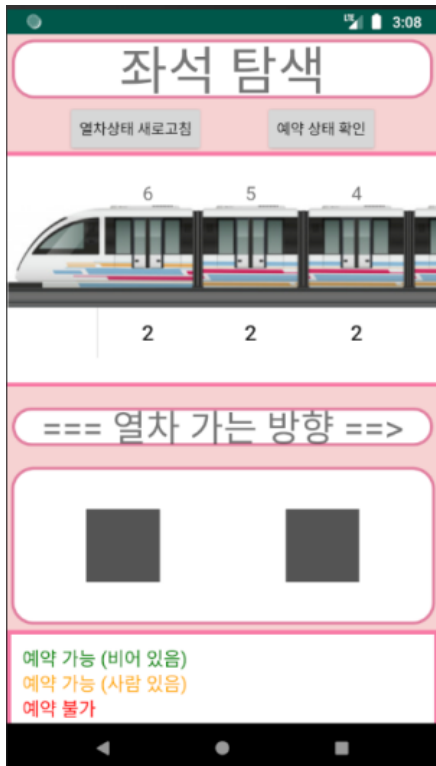 LTE 3:08
좌석 탐색
열차상태 새로고침 예약 상태 확인
6 5 4
2 2 2
=== 열차 가는 방향 ==>
예약 가능 (비어 있음)
예약 가능 (사람 있음)
예약 불가